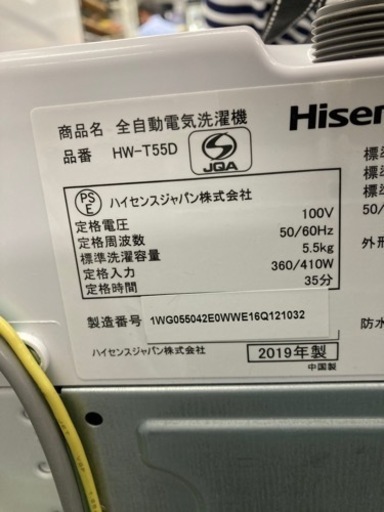 商品名 全自動電気洗濯機
品番 HW-T55D
JQA
Hisen
PS
E
ハイセンスジャパン株式会社
定格電圧 100V
定格周波数 50/60Hz
標準洗濯容量 5.5kg
定格入力 360/410W
定格時間 35分
標準
標準
標準
50/
外形
防水
製造番号 1WG055042E0WWE16Q121032
ハイセンスジャパン株式会社
2019年製
中国製